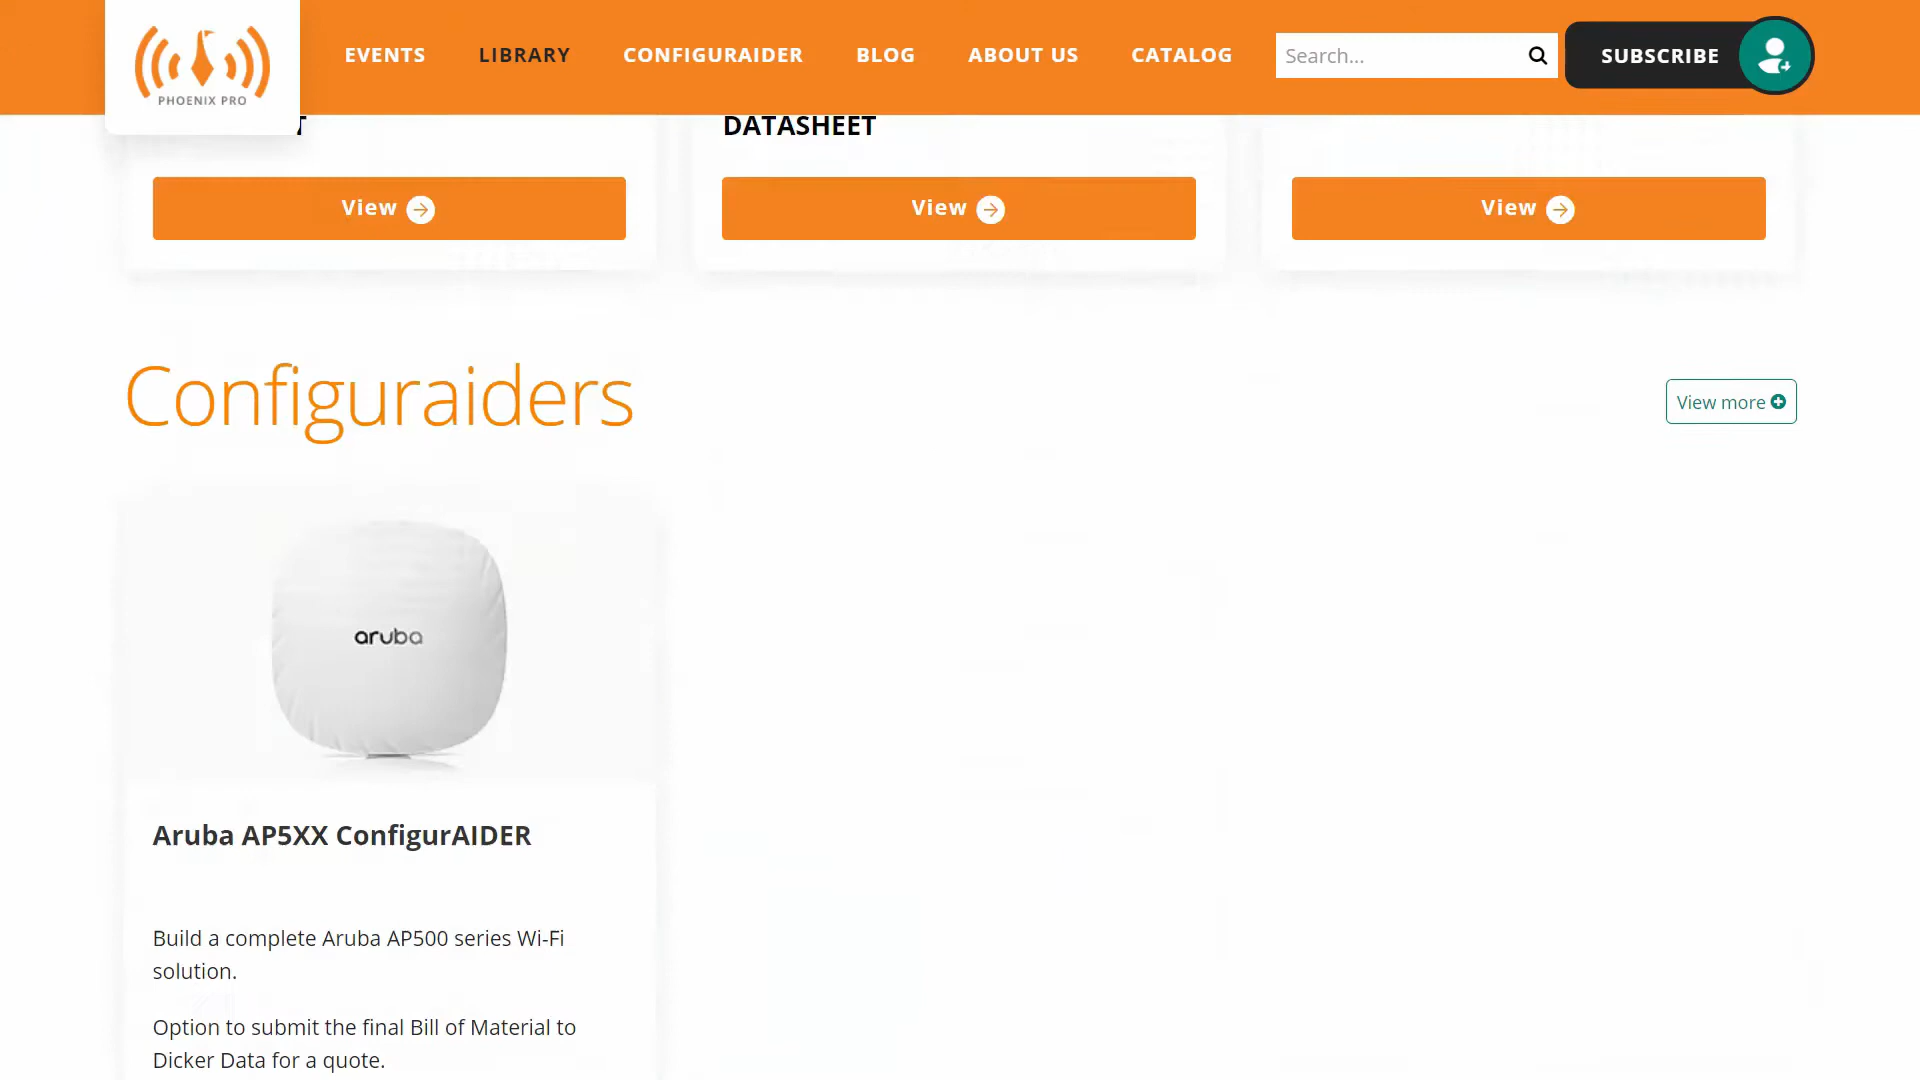 PHOENIX PRO
EVENTS LIBRARY CONFIGURAIDER BLOG ABOUT US CATALOG Search... SUBSCRIBE
DATASHEET
View View View
Configuraiders
View more
aruba
Aruba AP5XX ConfigurAIDER
Build a complete Aruba AP500 series Wi-Fi
solution.
Option to submit the final Bill of Material to
Dicker Data for a quote.